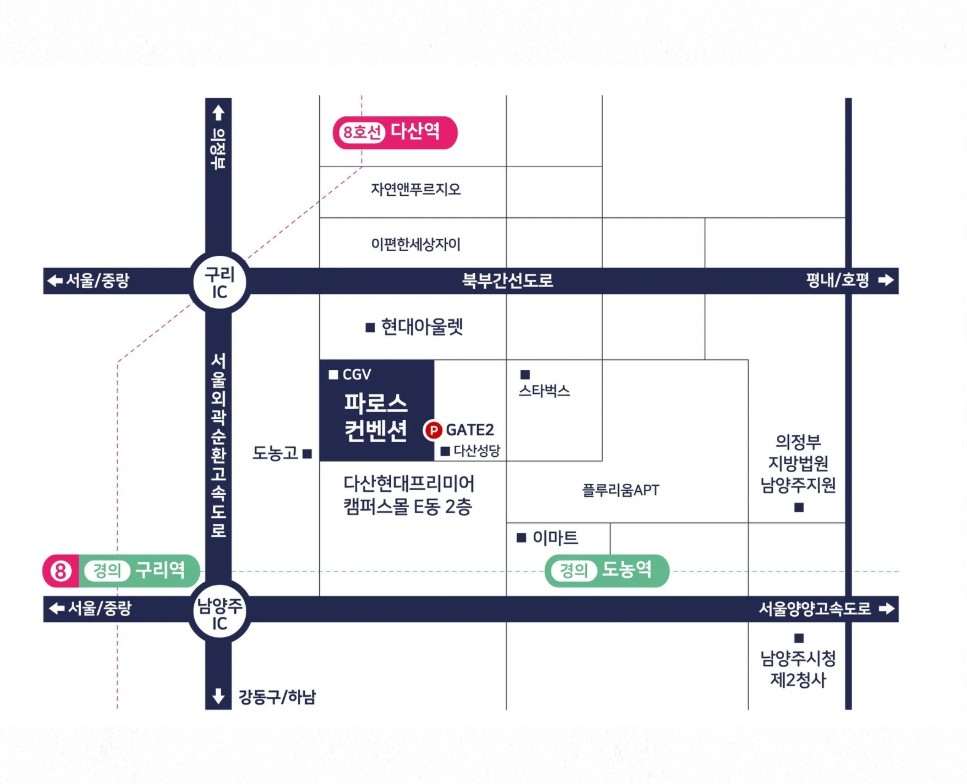 의정부
8호선 다산역
자연앤푸르지오
이편한세상자이
구리
IC
서울/중랑
북부간선도로
평내/호평
현대아울렛
서울외곽순환고속도로
CGV
파로스
컨벤션
P GATE2
다산성당
스타벅스
도농고
다산현대프리미어
캠퍼스몰 E동 2층
플루리움APT
의정부
지방법원
남양주지원
이마트
8 경의 구리역
경의 도농역
서울/중랑
남양주
IC
서울양양고속도로
남양주시청
제2청사
강동구/하남